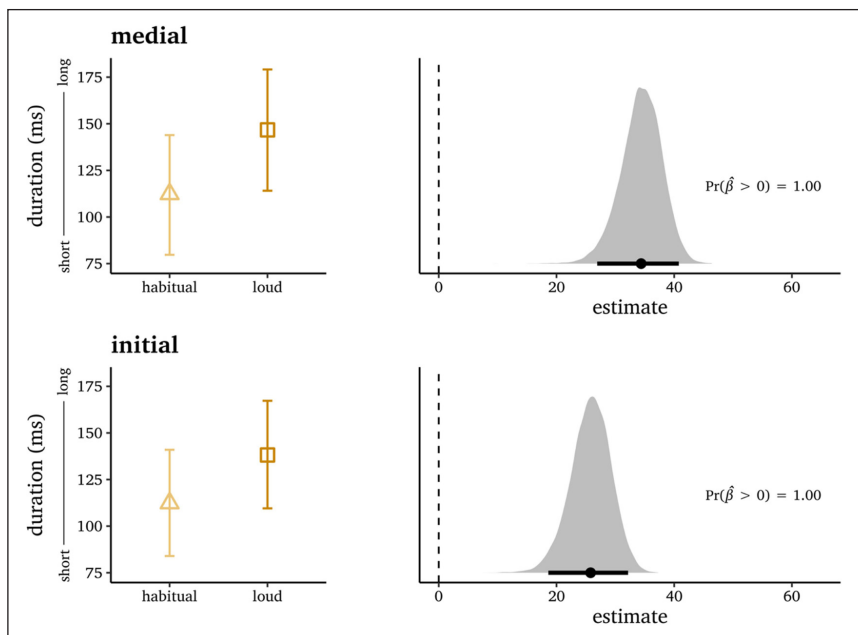 medial
duration (ms)
short
long
175
150
125
100
75
habitual
loud
Pr(β̂ > 0) = 1.00
0
20
40
60
estimate
initial
duration (ms)
short
long
175
150
125
100
75
habitual
loud
Pr(β̂ > 0) = 1.00
0
20
40
60
estimate